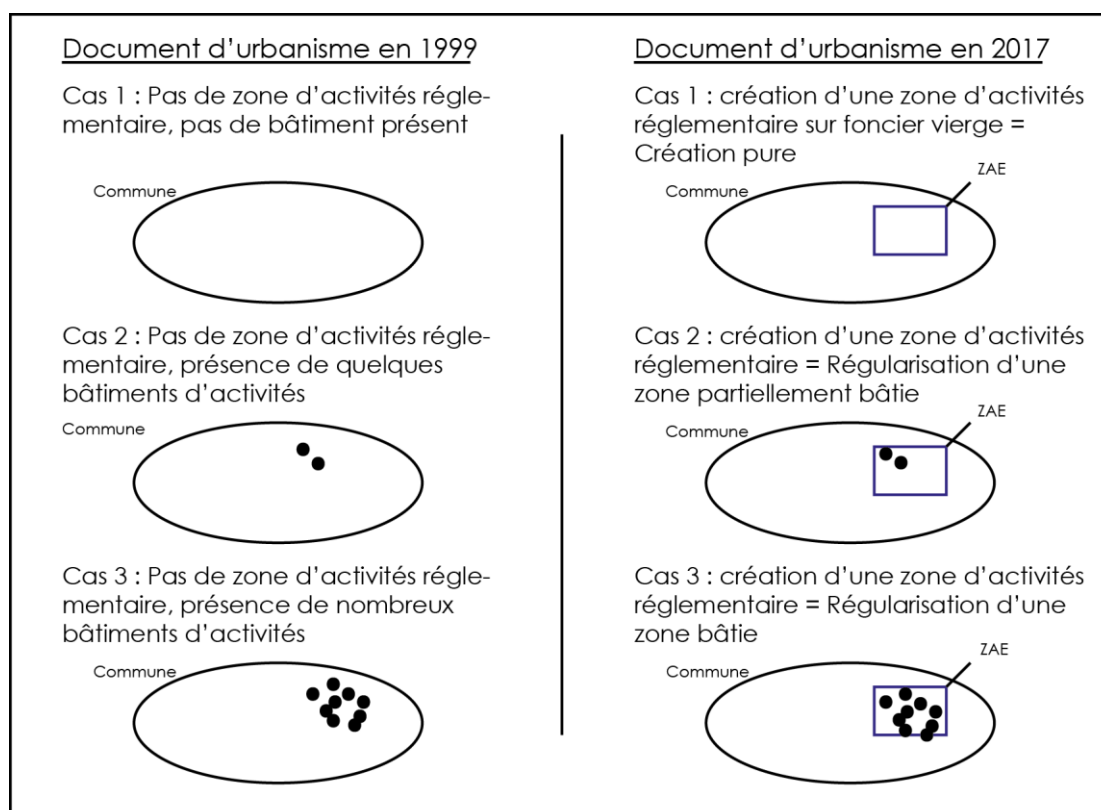 Document d'urbanisme en 1999
Cas 1 : Pas de zone d'activités régle-
mentaire, pas de bâtiment présent
Commune
Cas 2 : Pas de zone d'activités régle-
mentaire, présence de quelques
bâtiments d'activités
Commune
Cas 3 : Pas de zone d'activités régle-
mentaire, présence de nombreux
bâtiments d'activités
Commune
Document d'urbanisme en 2017
Cas 1 : création d'une zone d'activités
réglementaire sur foncier vierge =
Création pure
ZAE
Commune
Cas 2 : création d'une zone d'activités
réglementaire = Régularisation d'une
zone partiellement bâtie
ZAE
Commune
Cas 3 : création d'une zone d'activités
réglementaire = Régularisation d'une
zone bâtie
ZAE
Commune